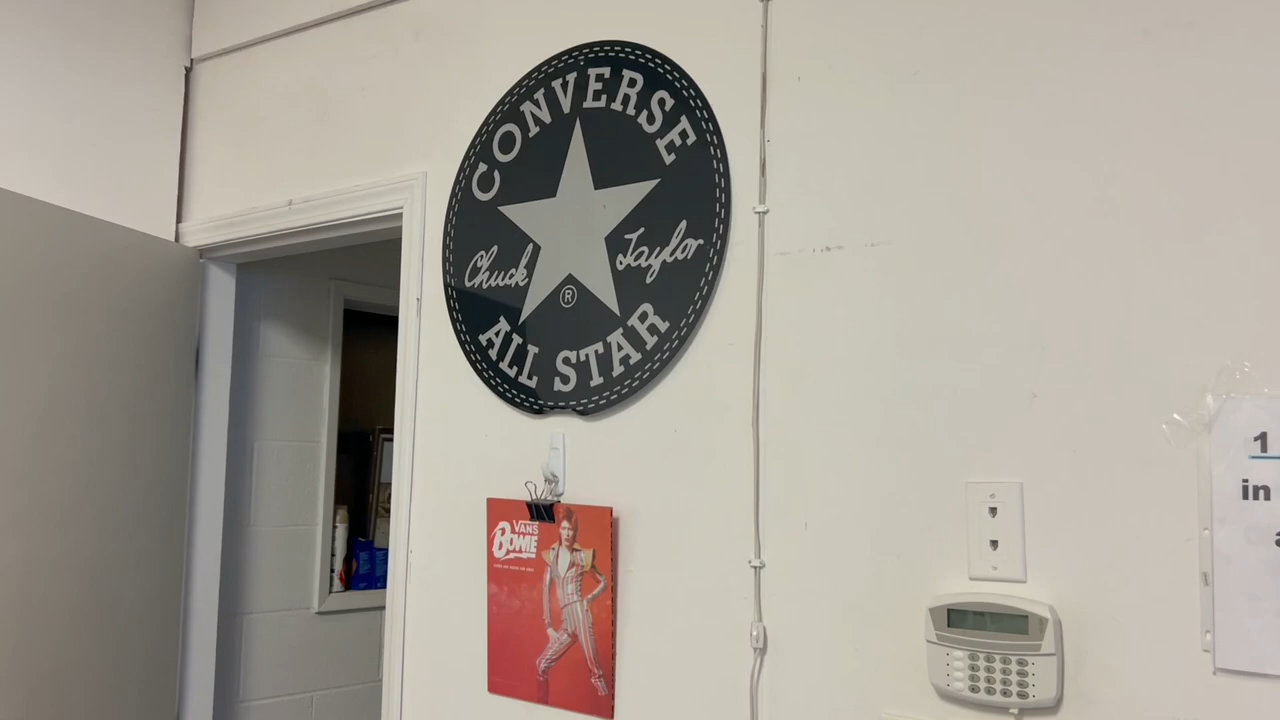 CONVERSE
Chuck Taylor
®
ALL STAR
VANS
BOWIE
1
in
a